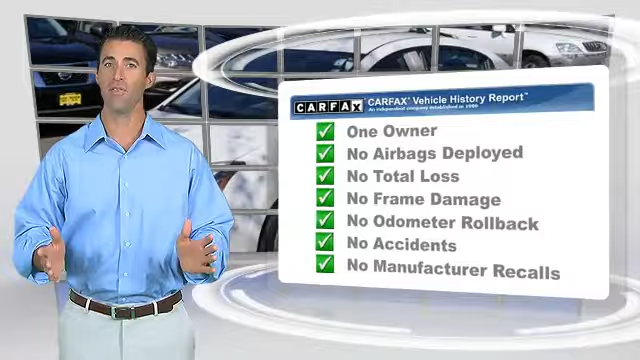 CARFAX CARFAX® Vehicle History Report™
An independent company established in 1986
One Owner
No Airbags Deployed
No Total Loss
No Frame Damage
No Odometer Rollback
No Accidents
No Manufacturer Recalls